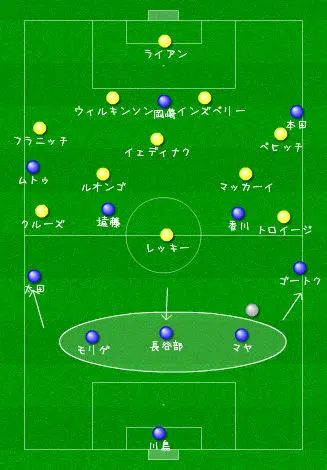 ライアン
ウィルキンソン
岡崎
インズベリー
本田
フラニッチ
イェディナク
ベヒッチ
ムトゥ
ルオンゴ
マッカーイ
クルーズ
遠藤
香川
トロイージ
レッキー
太田
ゴートク
モリゲ
長谷部
マヤ
川島